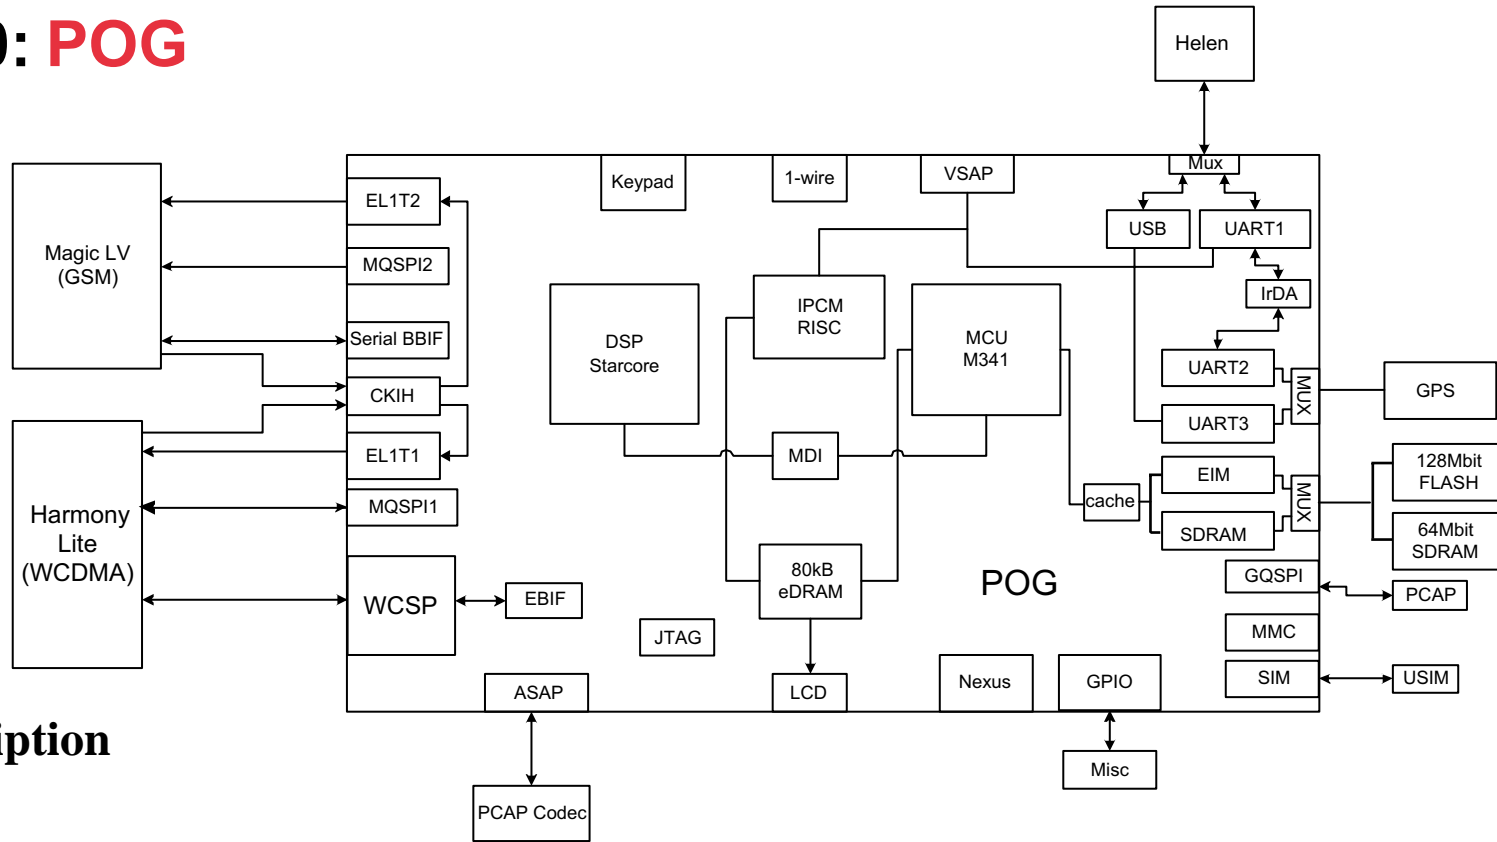 : POG
Helen
Mux
Keypad
1-wire
VSAP
EL1T2
USB
UART1
Magic LV
(GSM)
MQSPI2
IrDA
IPCM
RISC
DSP
Starcore
MCU
M341
Serial BBIF
UART2
MUX
GPS
CKIH
UART3
EL1T1
MDI
128Mbit
FLASH
EIM
MUX
cache
MQSPI1
Harmony
Lite
(WCDMA)
SDRAM
64Mbit
SDRAM
80kB
eDRAM
POG
GQSPI
PCAP
WCSP
EBIF
MMC
JTAG
SIM
USIM
ASAP
LCD
Nexus
GPIO
iption
Misc
PCAP Codec